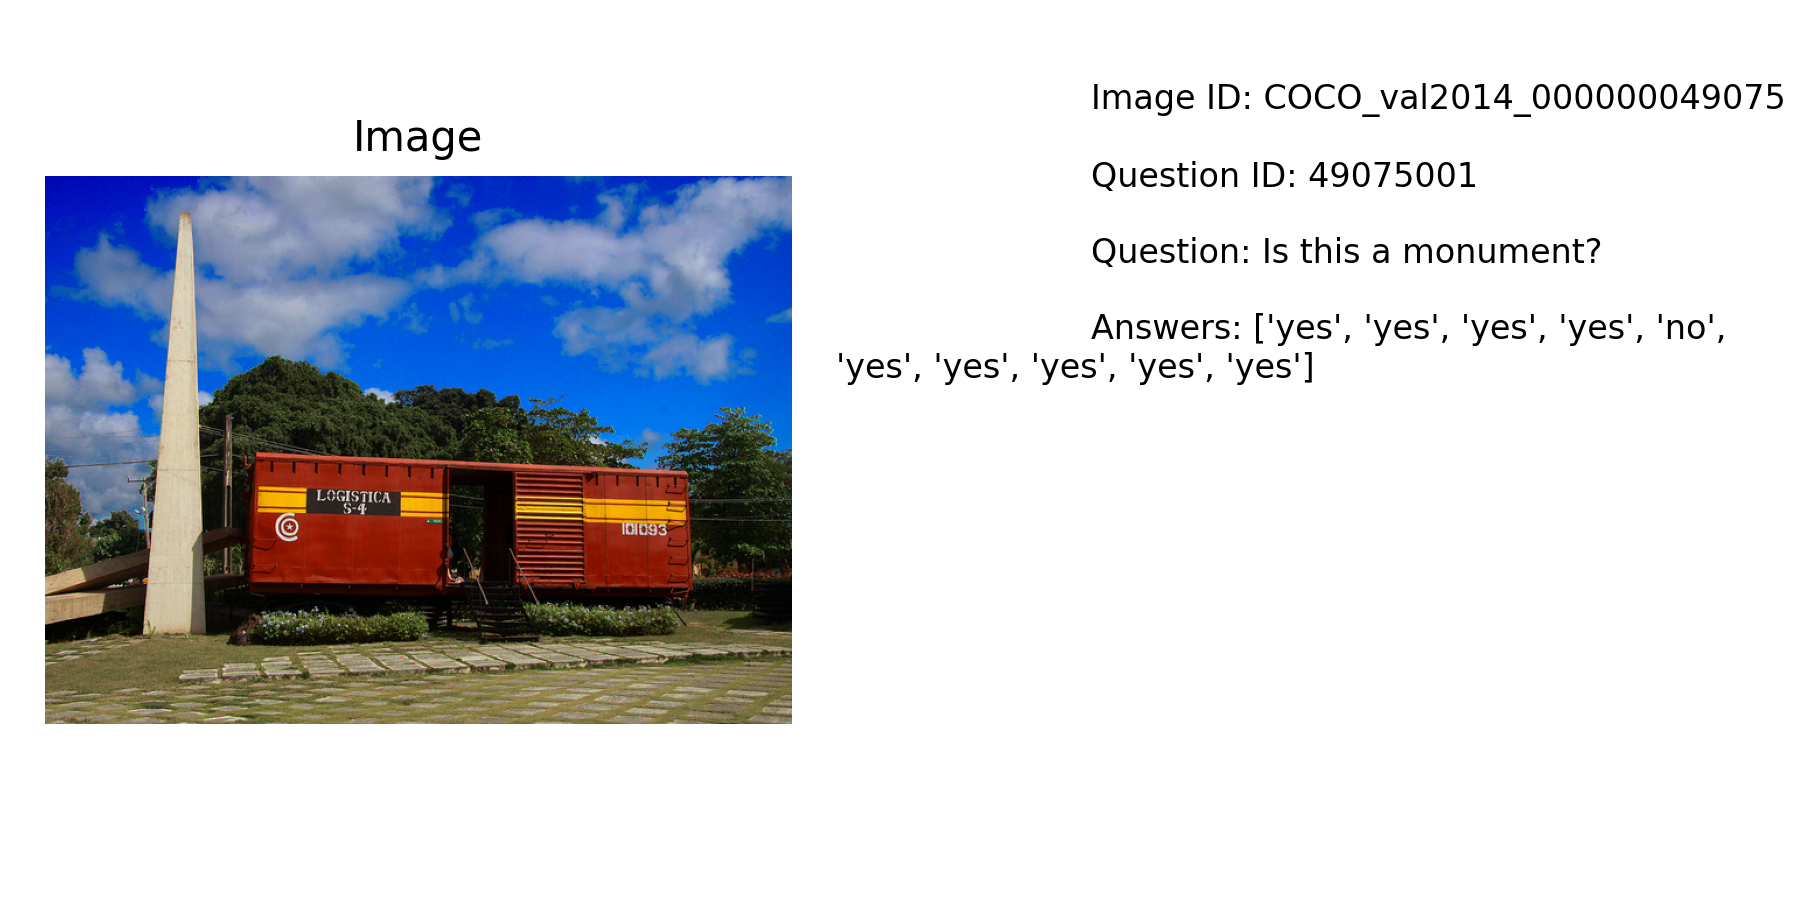 Image
LOGISTICA
S-4
101093
Image ID: COCO_val2014_000000049075
Question ID: 49075001
Question: Is this a monument?
Answers: ['yes', 'yes', 'yes', 'yes', 'no',
'yes', 'yes', 'yes', 'yes', 'yes']